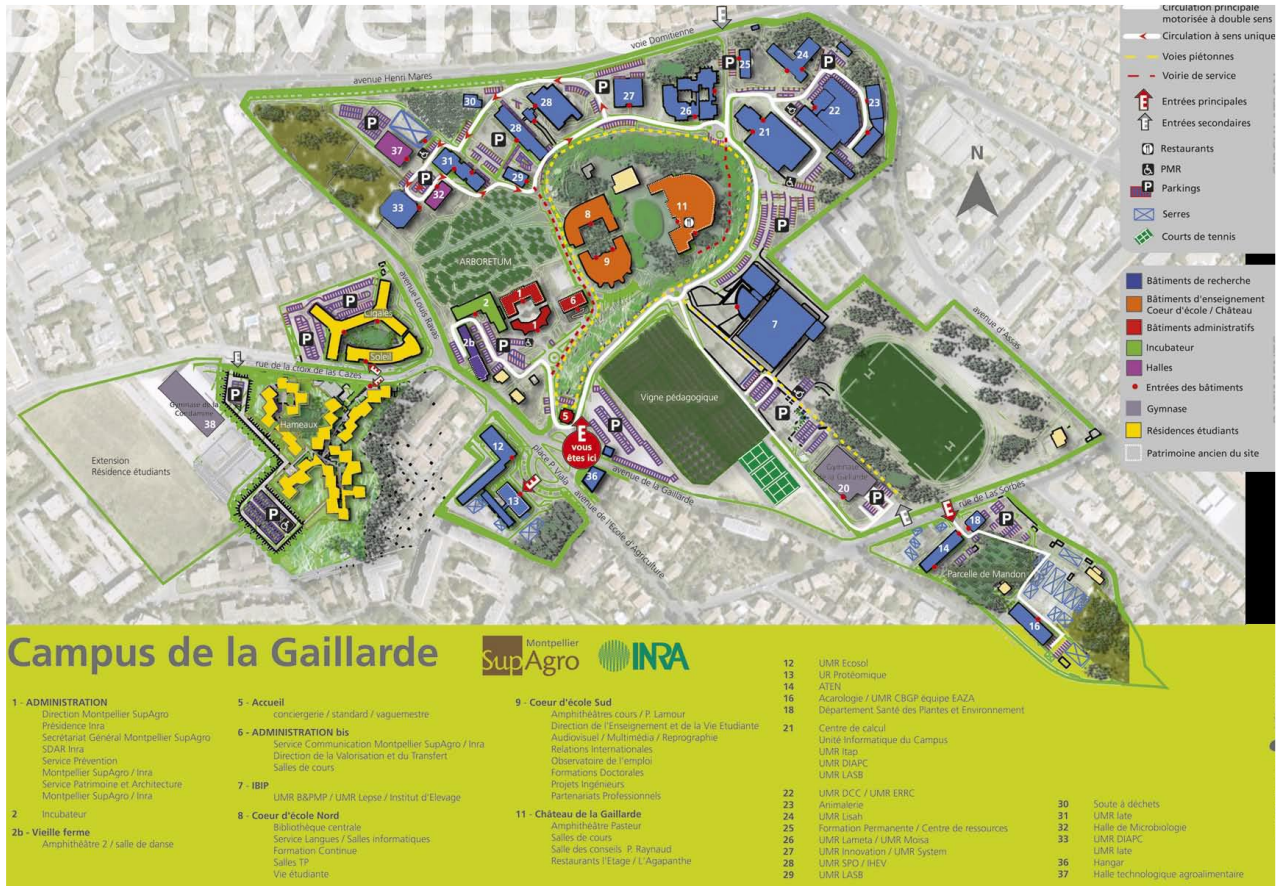 Bienvenue
Circulation principale
motorisée à double sens
Circulation à sens unique
Voies piétonnes
Voirie de service
E Entrées principales
E Entrées secondaires
Restaurants
PMR
P Parkings
Serres
Courts de tennis
Bâtiments de recherche
Bâtiments d'enseignement
Coeur d'école / Château
Bâtiments administratifs
Incubateur
Halles
Entrées des bâtiments
Gymnase
Résidences étudiants
Patrimoine ancien du site
N
voie Domitienne
avenue Henri Mares
avenue Louis Ravas
avenue d'Assas
ARBORETUM
Cigales
Soleil
rue de la croix de las Cazes
Gymnase de la
Condamine
38
Hameaux
Extension
Résidence étudiants
Vigne pédagogique
E
vous
êtes ici
place P. Viala
avenue de la Gaillarde
avenue de l'Ecole d'Agriculture
Gymnase
de la Gaillarde
20
rue de Las Sorbes
Parcelle de Mandon
Campus de la Gaillarde
Montpellier
SupAgro
INRA
1 - ADMINISTRATION
Direction Montpellier SupAgro
Présidence Inra
Secrétariat Général Montpellier SupAgro
SDAR Inra
Service Prévention
Montpellier SupAgro / Inra
Service Patrimoine et Architecture
Montpellier SupAgro / Inra
2 Incubateur
2b - Vieille ferme
Amphithéâtre 2 / salle de danse
5 - Accueil
conciergerie / standard / vaguemestre
6 - ADMINISTRATION bis
Service Communication Montpellier SupAgro / Inra
Direction de la Valorisation et du Transfert
Salles de cours
7 - IBIP
UMR B&PMP / UMR Lepse / Institut d'Elevage
8 - Coeur d'école Nord
Bibliothèque centrale
Service Langues / Salles informatiques
Formation Continue
Salles TP
Vie étudiante
9 - Coeur d'école Sud
Amphithéâtres cours / P. Lamour
Direction de l'Enseignement et de la Vie Etudiante
Audiovisuel / Multimédia / Reprographie
Relations Internationales
Observatoire de l'emploi
Formations Doctorales
Projets Ingénieurs
Partenariats Professionnels
11 - Château de la Gaillarde
Amphithéâtre Pasteur
Salles de cours
Salle des conseils P. Raynaud
Restaurants l'Etage / L'Agapanthe
12 UMR Ecosol
13 UR Protéomique
14 ATEN
16 Acarologie / UMR CBGP équipe EAZA
18 Département Santé des Plantes et Environnement
21 Centre de calcul
Unité Informatique du Campus
UMR Itap
UMR DIAPC
UMR LASB
22 UMR DCC / UMR ERRC
23 Animalerie
24 UMR Lisah
25 Formation Permanente / Centre de ressources
26 UMR Lameta / UMR Moisa
27 UMR Innovation / UMR System
28 UMR SPO / IHEV
29 UMR LASB
30 Soute à déchets
31 UMR Iate
32 Halle de Microbiologie
33 UMR DIAPC
UMR Iate
36 Hangar
37 Halle technologique agroalimentaire